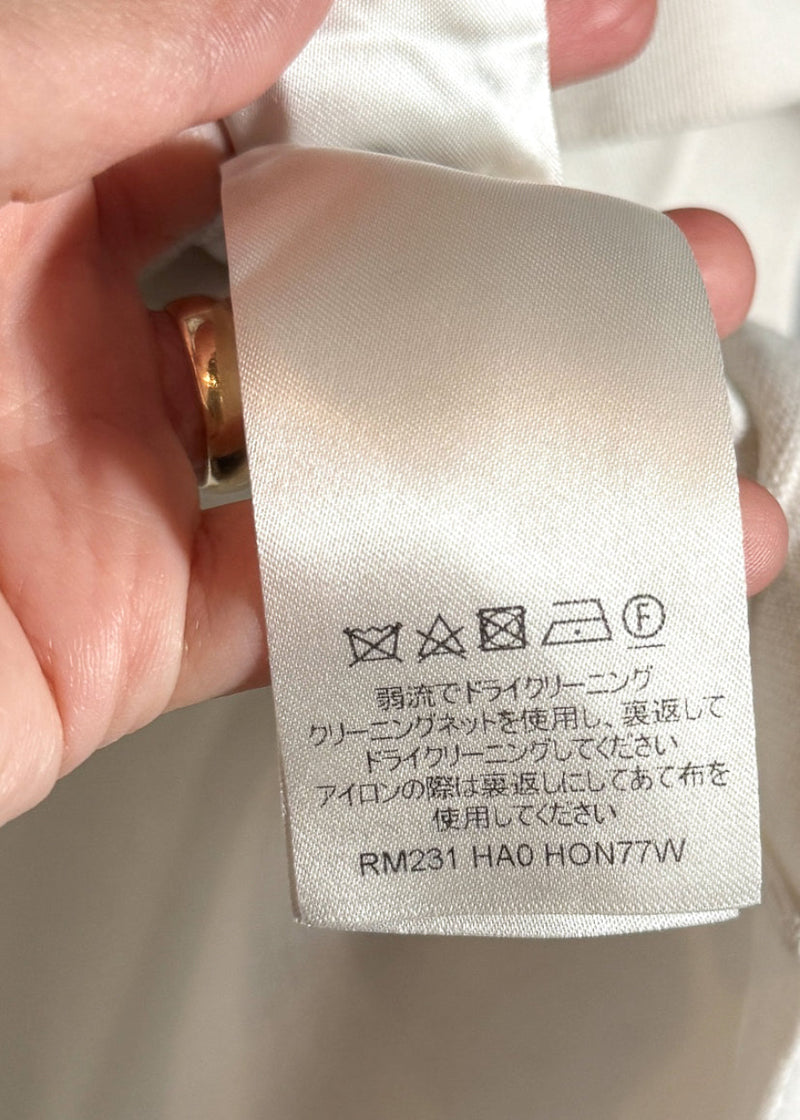 F
弱流でドライクリーニング
クリーニングネットを使用し、裏返して
ドライクリーニングしてください
アイロンの際は裏返しにしてあて布を
使用してください
RM231 HA0 HON77W